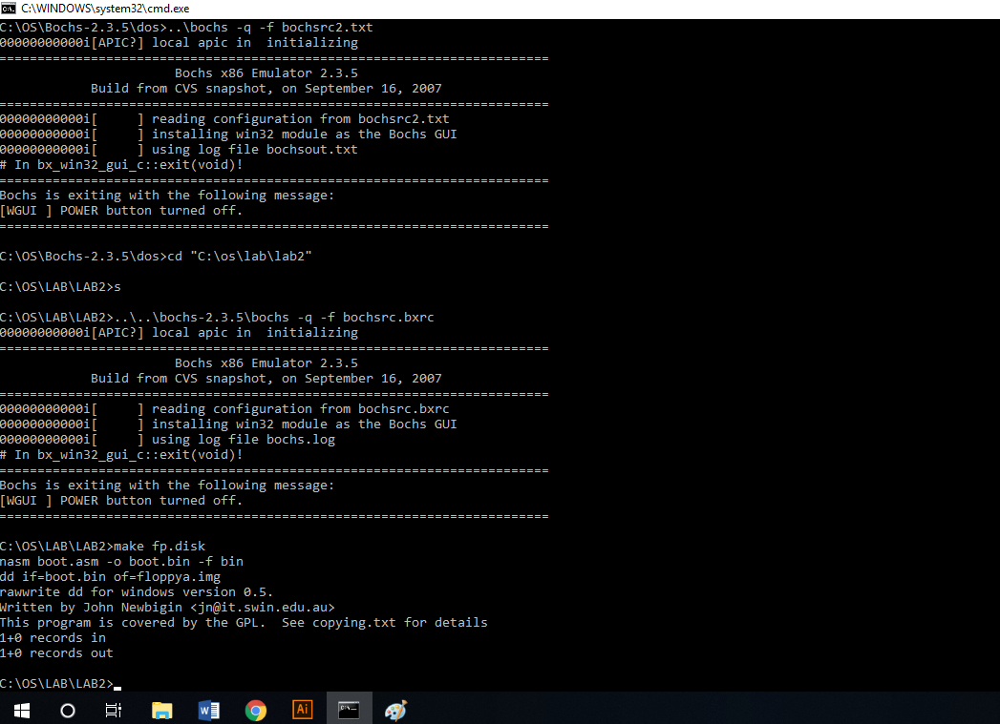 C:\WINDOWS\system32\cmd.exe
C:\OS\Bochs-2.3.5\dos>..\bochs -q -f bochsrc2.txt
00000000000i[APIC?] local apic in  initializing
========================================================================
                       Bochs x86 Emulator 2.3.5
            Build from CVS snapshot, on September 16, 2007
========================================================================
00000000000i[     ] reading configuration from bochsrc2.txt
00000000000i[     ] installing win32 module as the Bochs GUI
00000000000i[     ] using log file bochsout.txt
# In bx_win32_gui_c::exit(void)!
========================================================================
Bochs is exiting with the following message:
[WGUI ] POWER button turned off.
========================================================================
C:\OS\Bochs-2.3.5\dos>cd "C:\os\lab\lab2"
C:\OS\LAB\LAB2>s
C:\OS\LAB\LAB2>..\..\bochs-2.3.5\bochs -q -f bochsrc.bxrc
00000000000i[APIC?] local apic in  initializing
========================================================================
                       Bochs x86 Emulator 2.3.5
            Build from CVS snapshot, on September 16, 2007
========================================================================
00000000000i[     ] reading configuration from bochsrc.bxrc
00000000000i[     ] installing win32 module as the Bochs GUI
00000000000i[     ] using log file bochs.log
# In bx_win32_gui_c::exit(void)!
========================================================================
Bochs is exiting with the following message:
[WGUI ] POWER button turned off.
========================================================================
C:\OS\LAB\LAB2>make fp.disk
nasm boot.asm -o boot.bin -f bin
dd if=boot.bin of=floppya.img
rawwrite dd for windows version 0.5.
Written by John Newbigin <jn@it.swin.edu.au>
This program is covered by the GPL.  See copying.txt for details
1+0 records in
1+0 records out
C:\OS\LAB\LAB2>_
W Ai C:\_